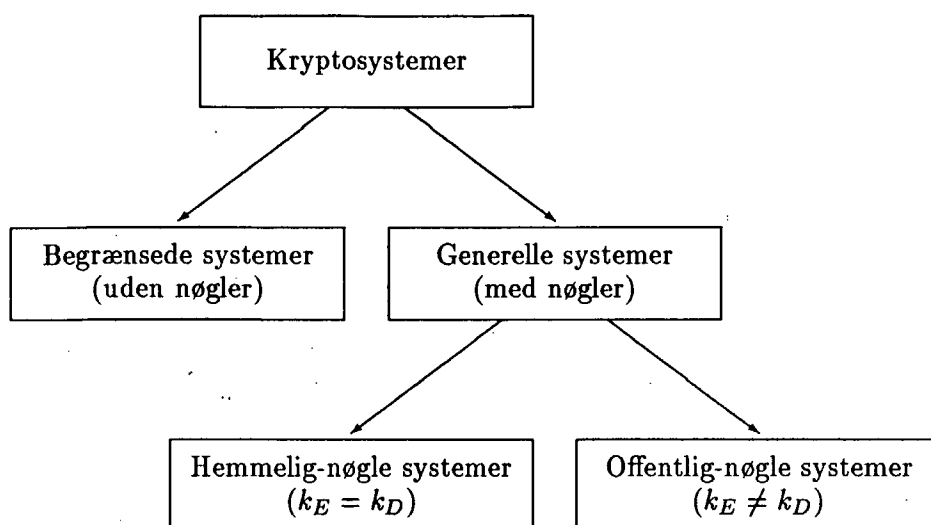 Kryptosystemer
Begrænsede systemer
(uden nøgler)
Generelle systemer
(med nøgler)
Hemmelig-nøgle systemer
(k_E = k_D)
Offentlig-nøgle systemer
(k_E ≠ k_D)